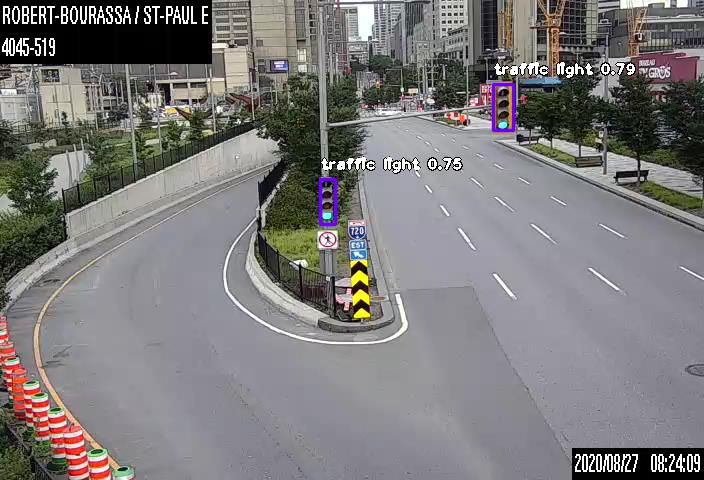 ROBERT-BOURASSA / ST-PAUL E
4045-519
traffic light 0.79
traffic light 0.75
720
EST
GROS
2020/08/27 08:24:09